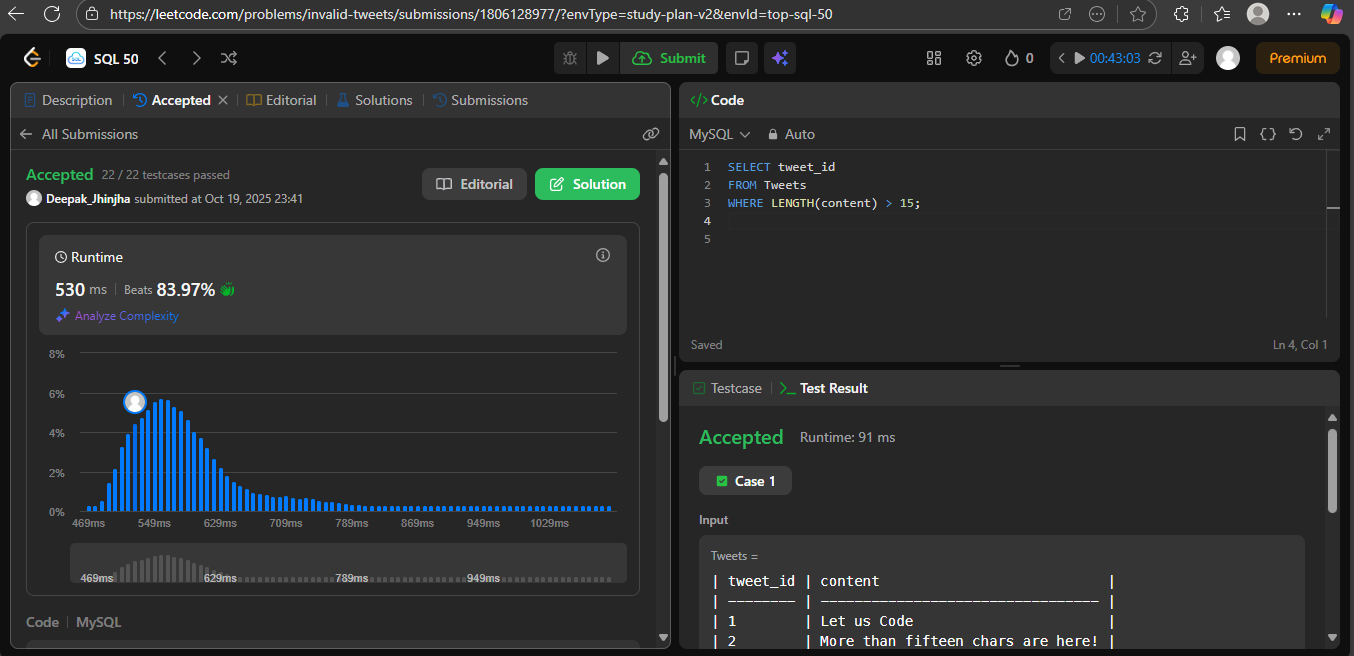 https://leetcode.com/problems/invalid-tweets/submissions/1806128977/?envType=study-plan-v2&envId=top-sql-50
SQL 50
Submit
0
00:43:03
Premium
Description
Accepted
Editorial
Solutions
Submissions
All Submissions
Accepted 22 / 22 testcases passed
Deepak_Jhinjha submitted at Oct 19, 2025 23:41
Editorial
Solution
Runtime
530 ms Beats 83.97%
Analyze Complexity
8%
6%
4%
2%
0%
469ms 549ms 629ms 709ms 789ms 869ms 949ms 1029ms
469ms 629ms 789ms 949ms
Code MySQL
</> Code
MySQL Auto
1 SELECT tweet_id
2 FROM Tweets
3 WHERE LENGTH(content) > 15;
4
5
Saved Ln 4, Col 1
Testcase Test Result
Accepted Runtime: 91 ms
Case 1
Input
Tweets =
| tweet_id | content |
| -------- | --------------------------------- |
| 1 | Let us Code |
| 2 | More than fifteen chars are here! |